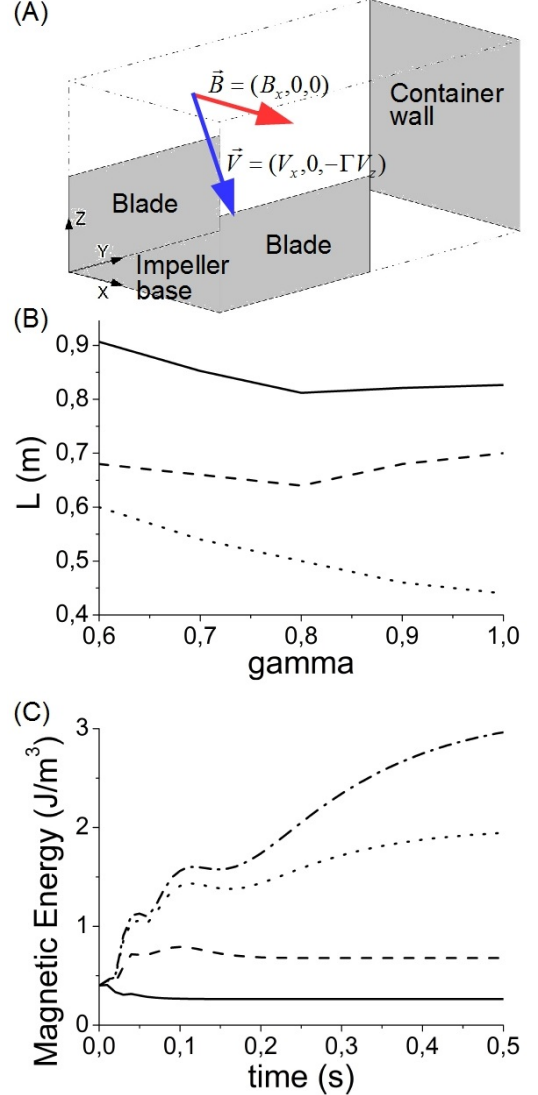 (A)
B⃗ = (Bₓ,0,0)
Container
wall
V⃗ = (Vₓ,0,−ΓV_z)
Blade
Z
Blade
Y
Impeller
base
X
(B)
0,9
0,8
0,7
0,6
0,5
0,4
L (m)
0,6 0,7 0,8 0,9 1,0
gamma
(C)
3
2
1
0
Magnetic Energy (J/m³)
0,0 0,1 0,2 0,3 0,4 0,5
time (s)